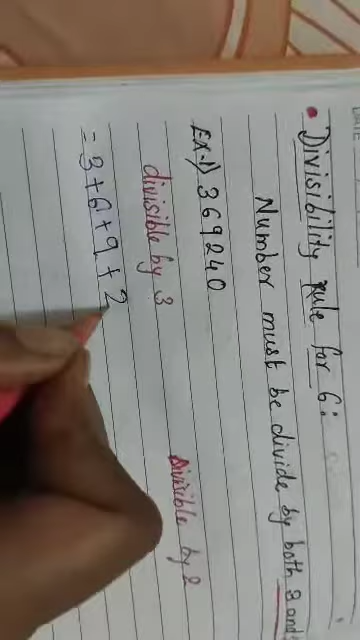 • Divisibility rule for 6:
Number must be divide by both 2 and
Ex-1) 369240
divisible by 3 Divisible by 2
= 3+6+9+2